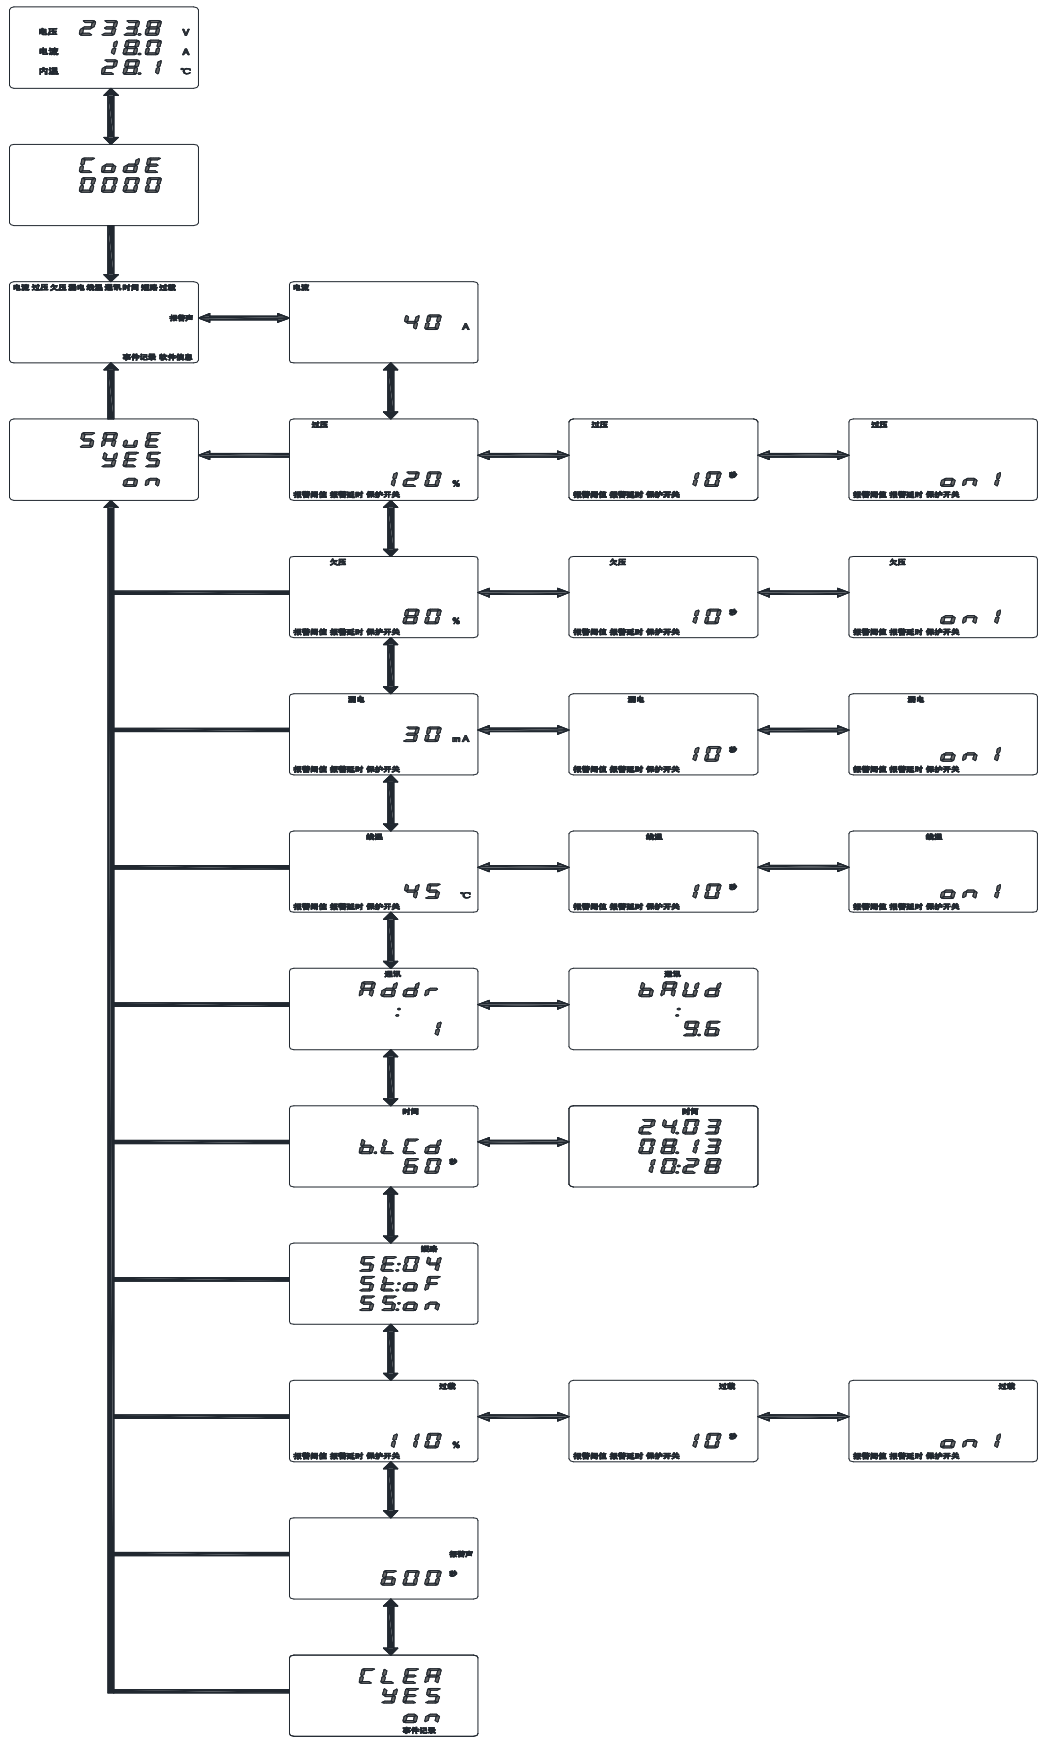 电压 233.8 V
电流 18.0 A
内温 28.1 ℃
CodE
0000
电流 过压 欠压 漏电 线温 通讯 时间 短路 过载
报警声
事件记录 软件信息
电流
40 A
SAvE
YES
on
过压
120 %
报警阈值 报警延时 保护开关
过压
10 秒
报警阈值 报警延时 保护开关
过压
on 1
报警阈值 报警延时 保护开关
欠压
80 %
报警阈值 报警延时 保护开关
欠压
10 秒
报警阈值 报警延时 保护开关
欠压
on 1
报警阈值 报警延时 保护开关
漏电
30 mA
报警阈值 报警延时 保护开关
漏电
10 秒
报警阈值 报警延时 保护开关
漏电
on 1
报警阈值 报警延时 保护开关
线温
45 ℃
报警阈值 报警延时 保护开关
线温
10 秒
报警阈值 报警延时 保护开关
线温
on 1
报警阈值 报警延时 保护开关
通讯
Addr
:
1
通讯
bAUd
:
9.6
时间
b.LCd
60 秒
时间
24.03
08.13
10:28
短路
SE:04
St:oF
SS:on
过载
110 %
报警阈值 报警延时 保护开关
过载
10 秒
报警阈值 报警延时 保护开关
过载
on 1
报警阈值 报警延时 保护开关
报警声
600 秒
CLEA
YES
on
事件记录